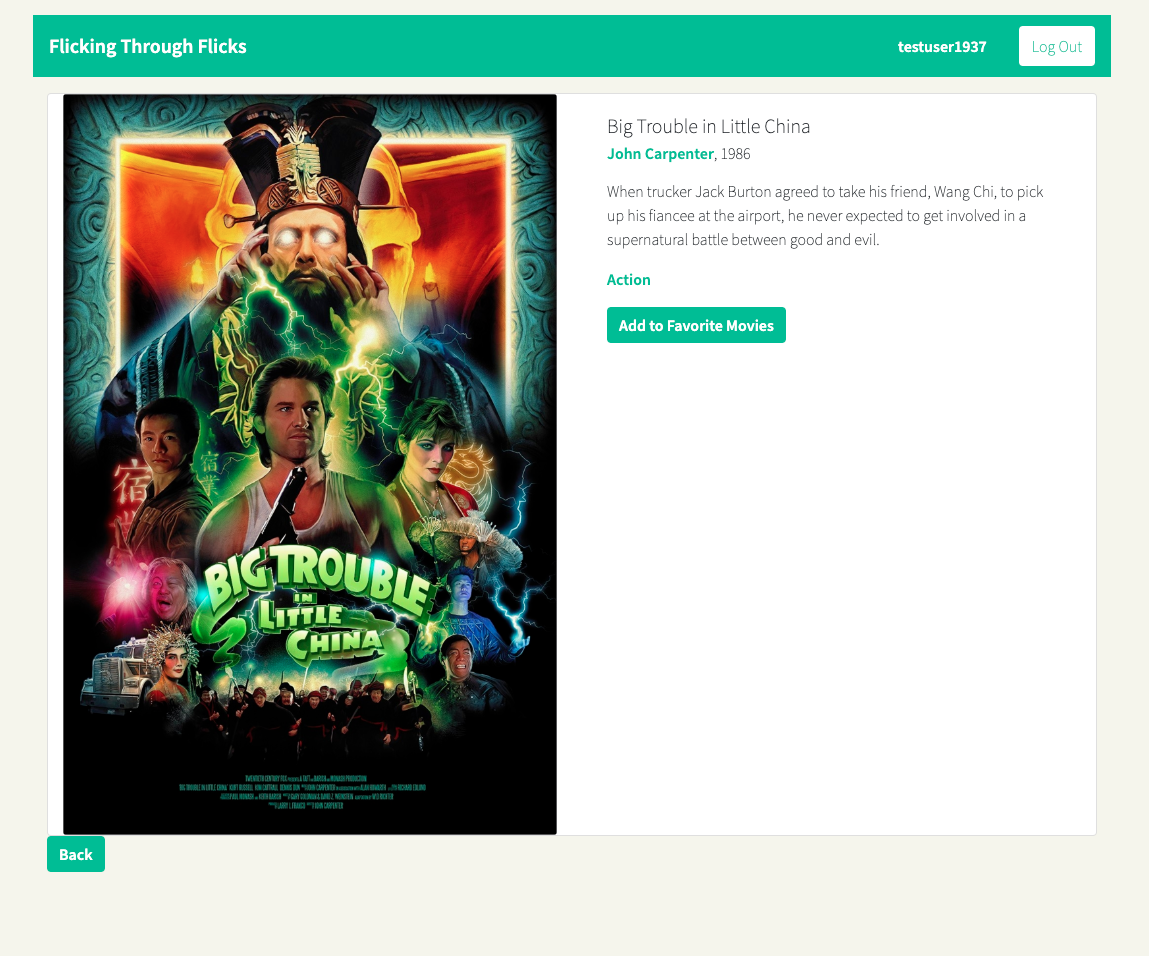 Flicking Through Flicks
testuser1937
Log Out
Big Trouble in Little China
John Carpenter, 1986
When trucker Jack Burton agreed to take his friend, Wang Chi, to pick
up his fiancee at the airport, he never expected to get involved in a
supernatural battle between good and evil.
Action
Add to Favorite Movies
宿
宿
業
BIG TROUBLE
IN
LITTLE
CHINA
Back